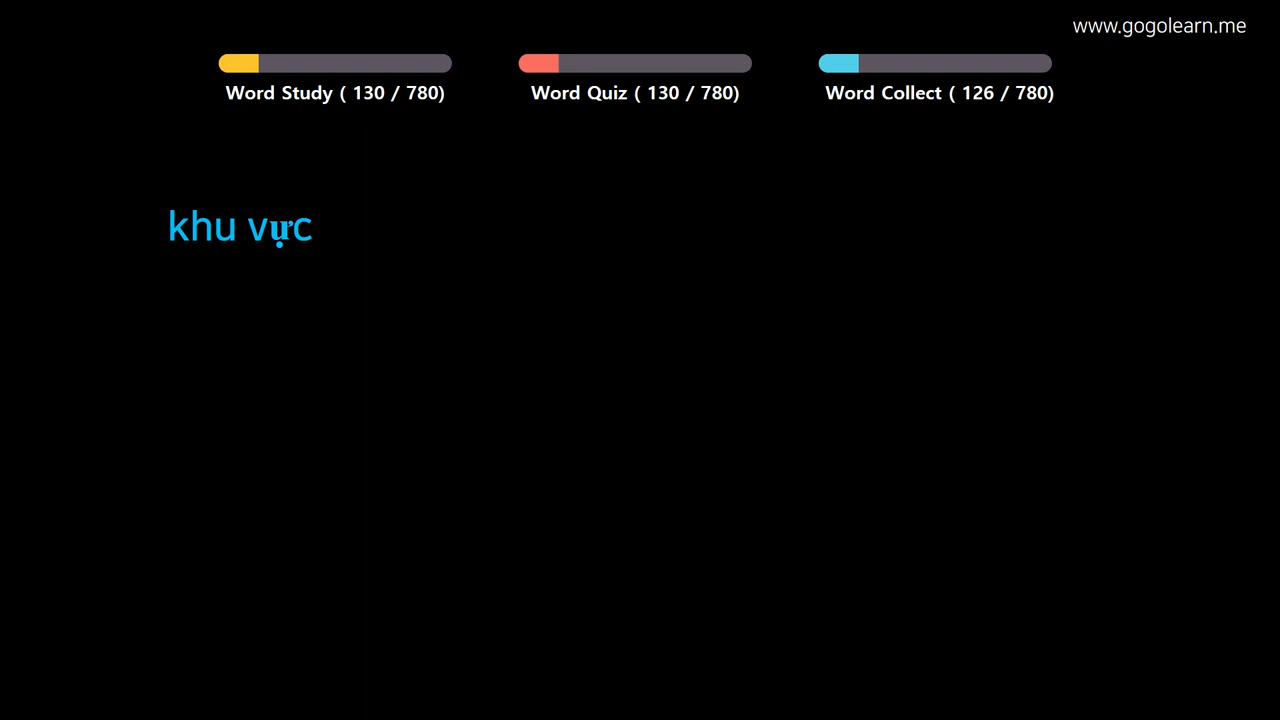 www.gogolearn.me
Word Study ( 130 / 780)
Word Quiz ( 130 / 780)
Word Collect ( 126 / 780)
khu vực